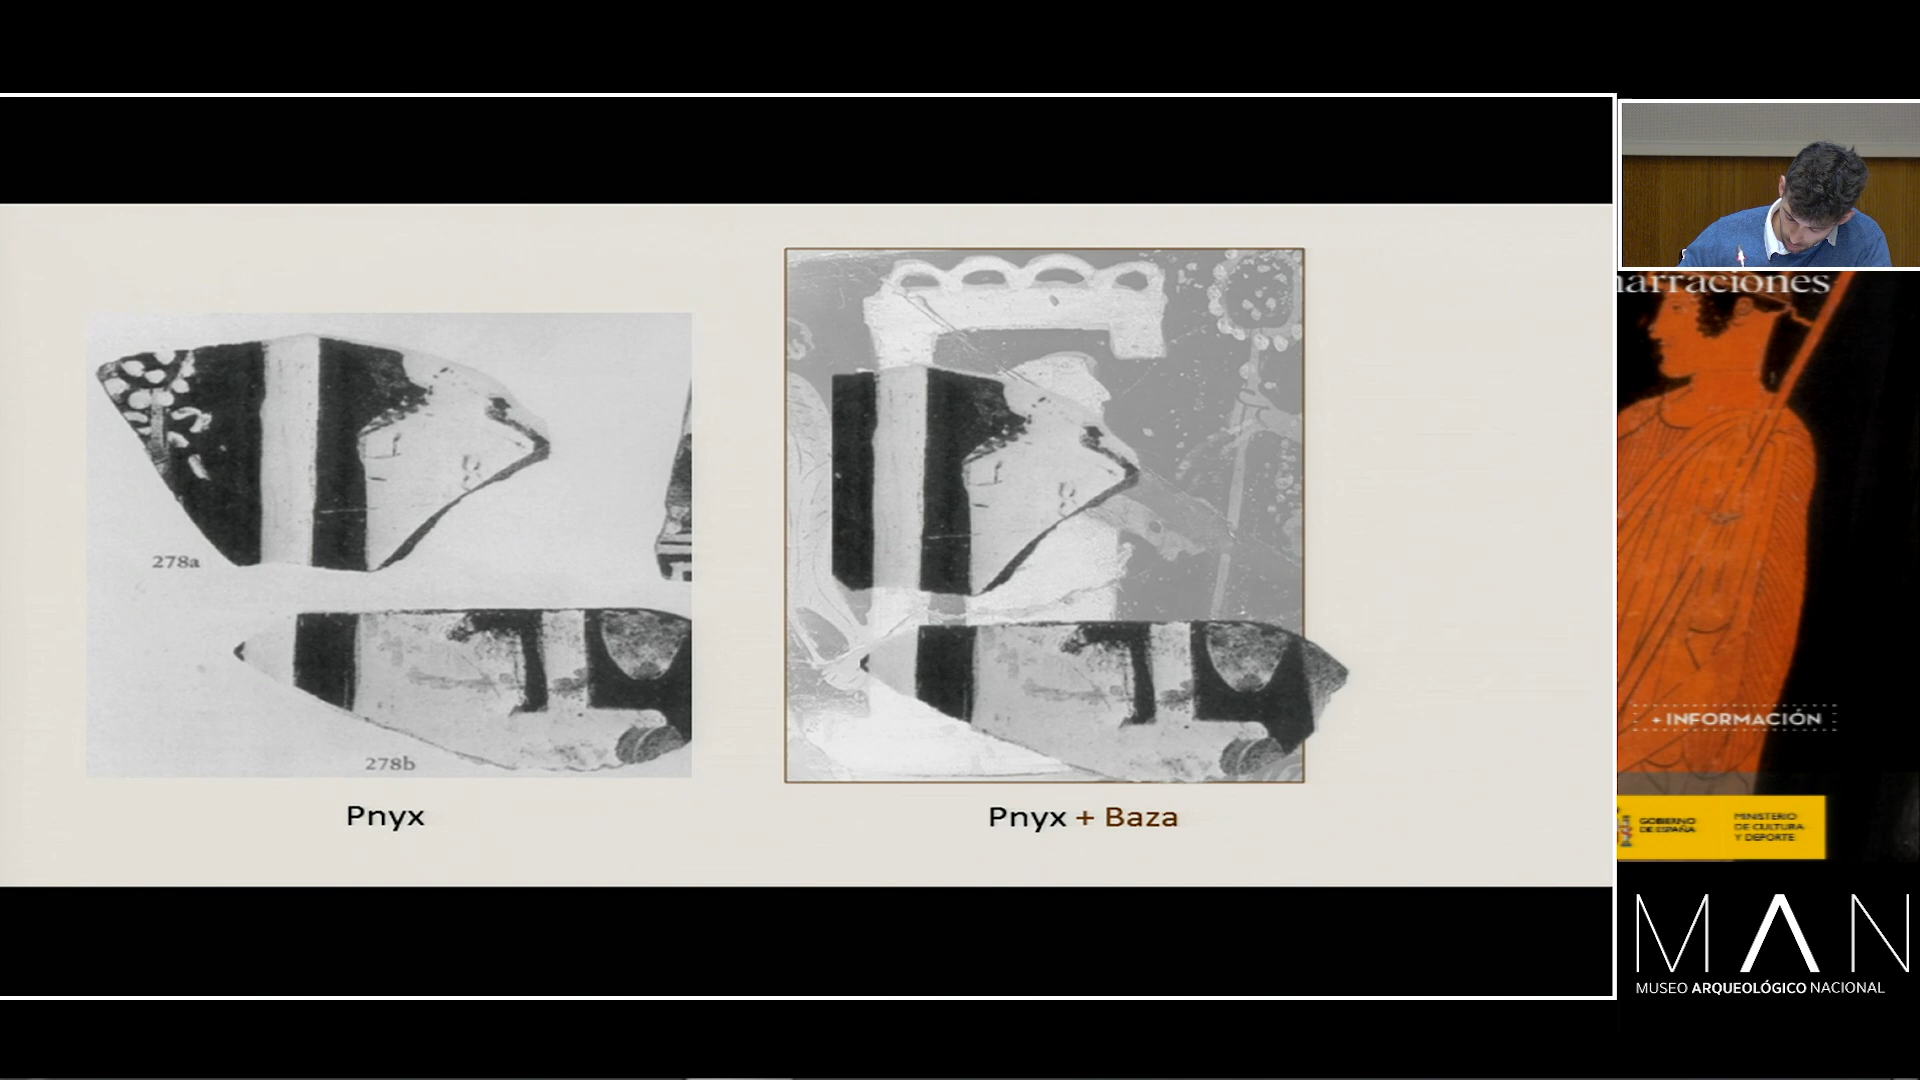 278a
278b
Pnyx
Pnyx + Baza
narraciones
+ INFORMACIÓN
GOBIERNO
DE ESPAÑA
MINISTERIO
DE CULTURA
Y DEPORTE
MAN
MUSEO ARQUEOLÓGICO NACIONAL